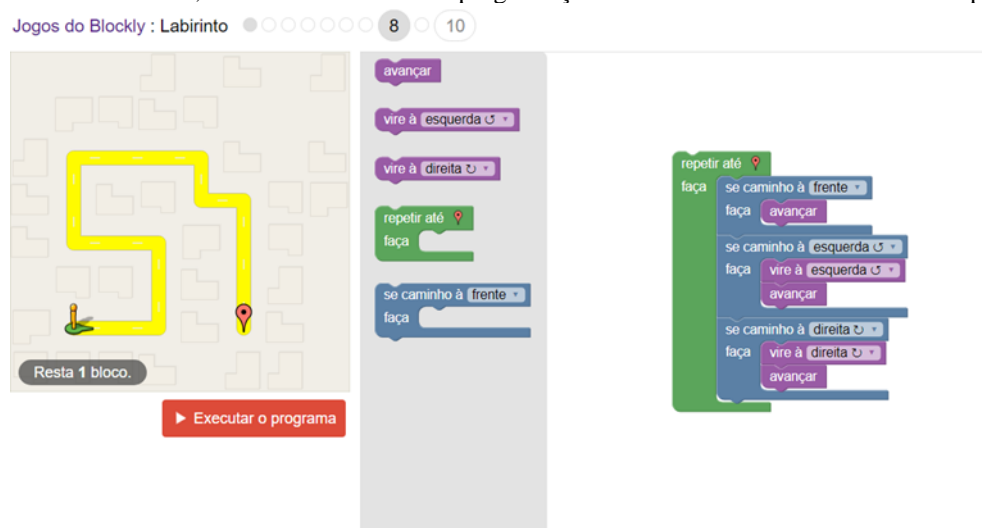 Jogos do Blockly : Labirinto 8 10
avançar
vire à esquerda ↺
vire à direita ↻
repetir até
faça
se caminho à frente
faça
Resta 1 bloco.
Executar o programa
repetir até
faça se caminho à frente
faça avançar
se caminho à esquerda ↺
faça vire à esquerda ↺
avançar
se caminho à direita ↻
faça vire à direita ↻
avançar